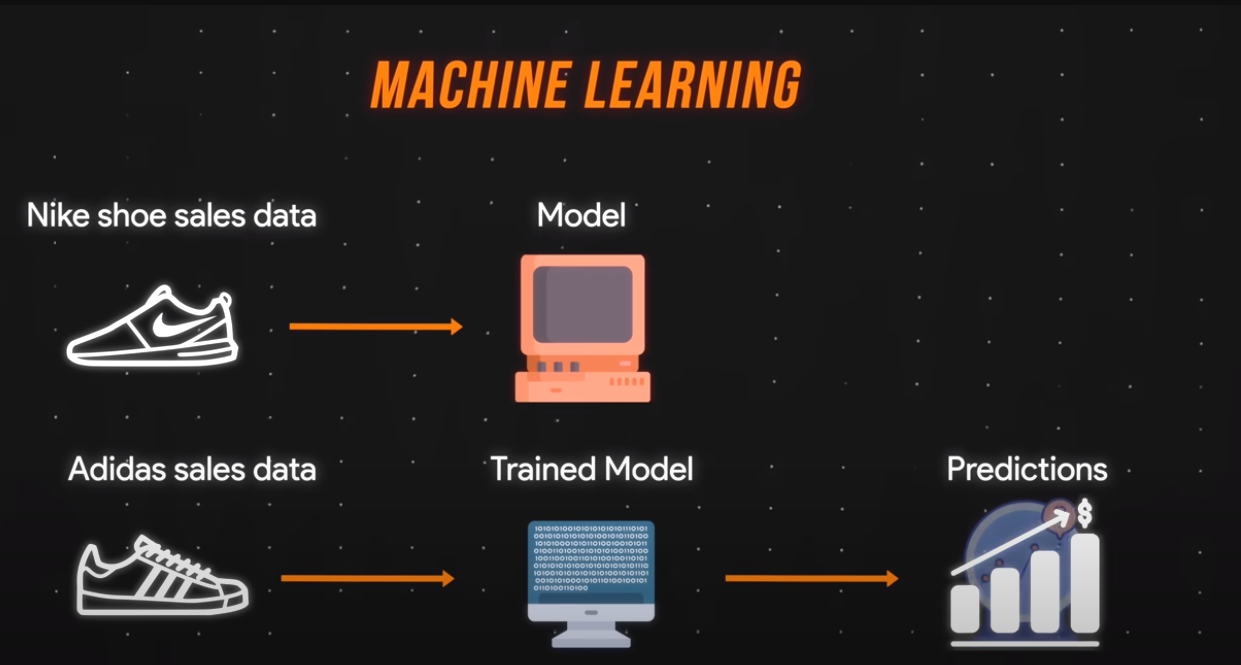 MACHINE LEARNING
Nike shoe sales data
Model
Adidas sales data
Trained Model
Predictions
$